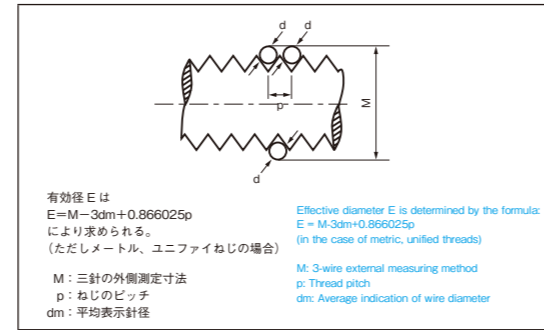 d
d
p
M
d
有効径 E は
E=M−3dm+0.866025p
により求められる。
(ただしメートル、ユニファイねじの場合)
M：三針の外側測定寸法
p：ねじのピッチ
dm：平均表示針径
Effective diameter E is determined by the formula:
E = M-3dm+0.866025p
(in the case of metric, unified threads)
M: 3-wire external measuring method
p: Thread pitch
dm: Average indication of wire diameter